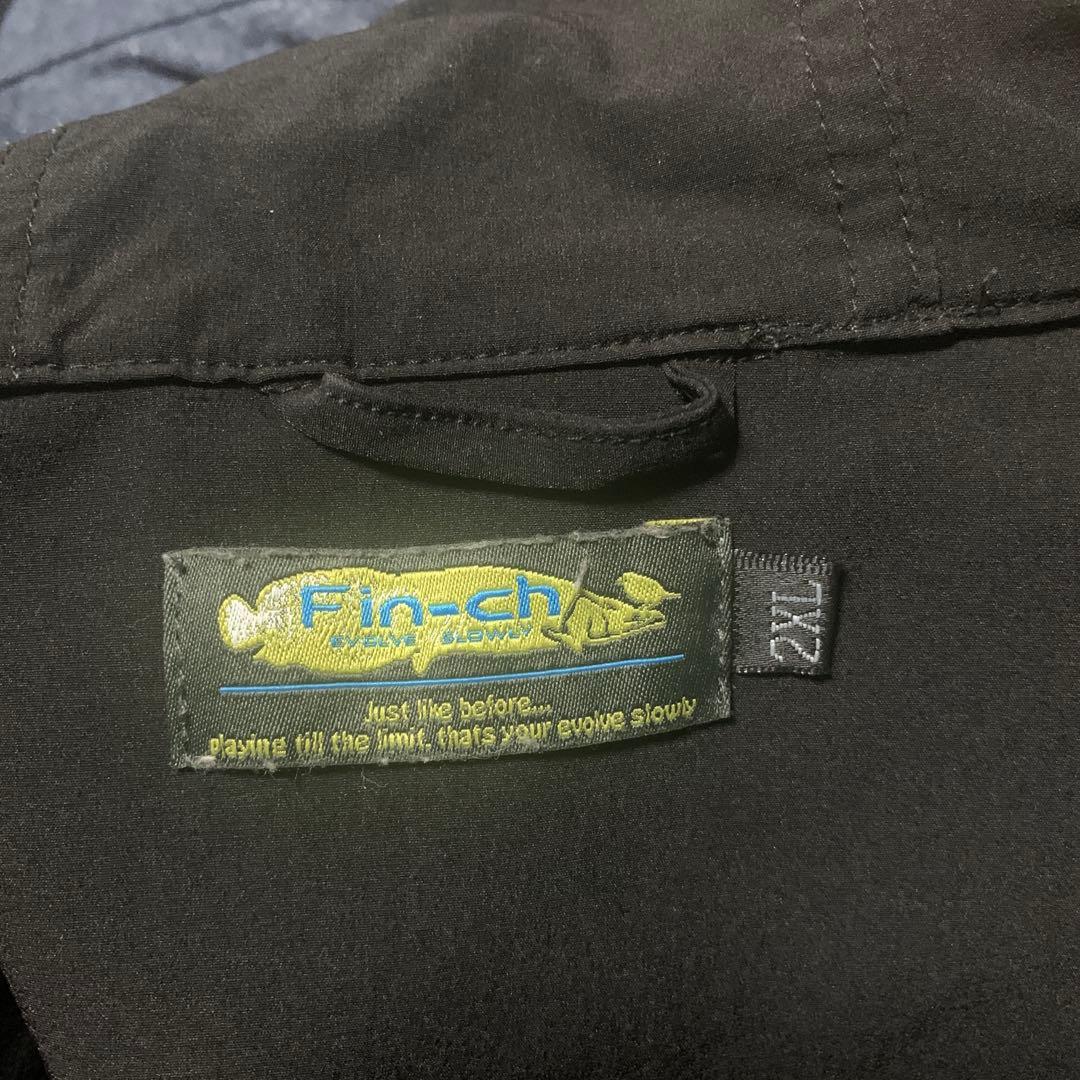 Fin-ch
EVOLVE SLOWLY
Just like before...
playing till the limit. thats your evolve slowly
2XL